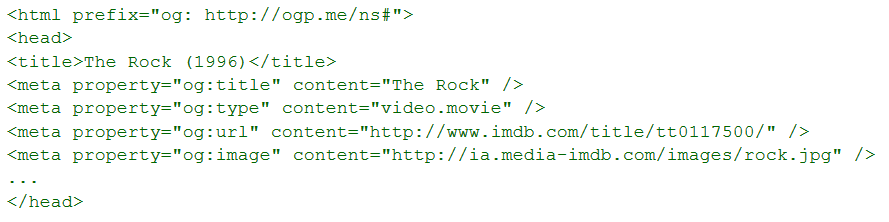 <html prefix="og: http://ogp.me/ns#">
<head>
<title>The Rock (1996)</title>
<meta property="og:title" content="The Rock" />
<meta property="og:type" content="video.movie" />
<meta property="og:url" content="http://www.imdb.com/title/tt0117500/" />
<meta property="og:image" content="http://ia.media-imdb.com/images/rock.jpg" />
...
</head>